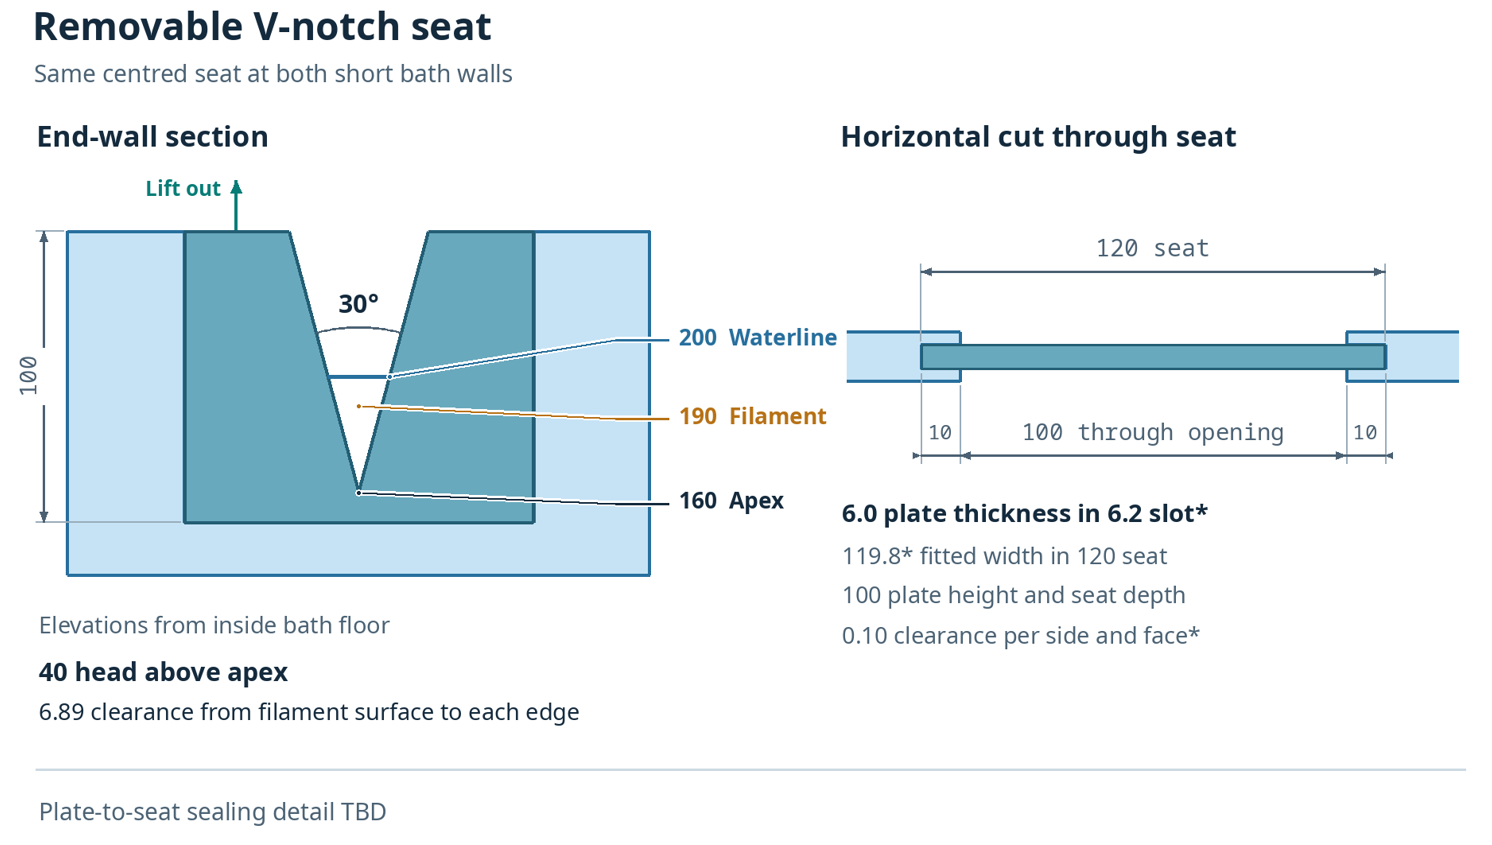 Removable V-notch seat
Same centred seat at both short bath walls
End-wall section
Lift out
30°
100
200 Waterline
190 Filament
160 Apex
Elevations from inside bath floor
40 head above apex
6.89 clearance from filament surface to each edge
Horizontal cut through seat
120 seat
10
100 through opening
10
6.0 plate thickness in 6.2 slot*
119.8* fitted width in 120 seat
100 plate height and seat depth
0.10 clearance per side and face*
Plate-to-seat sealing detail TBD